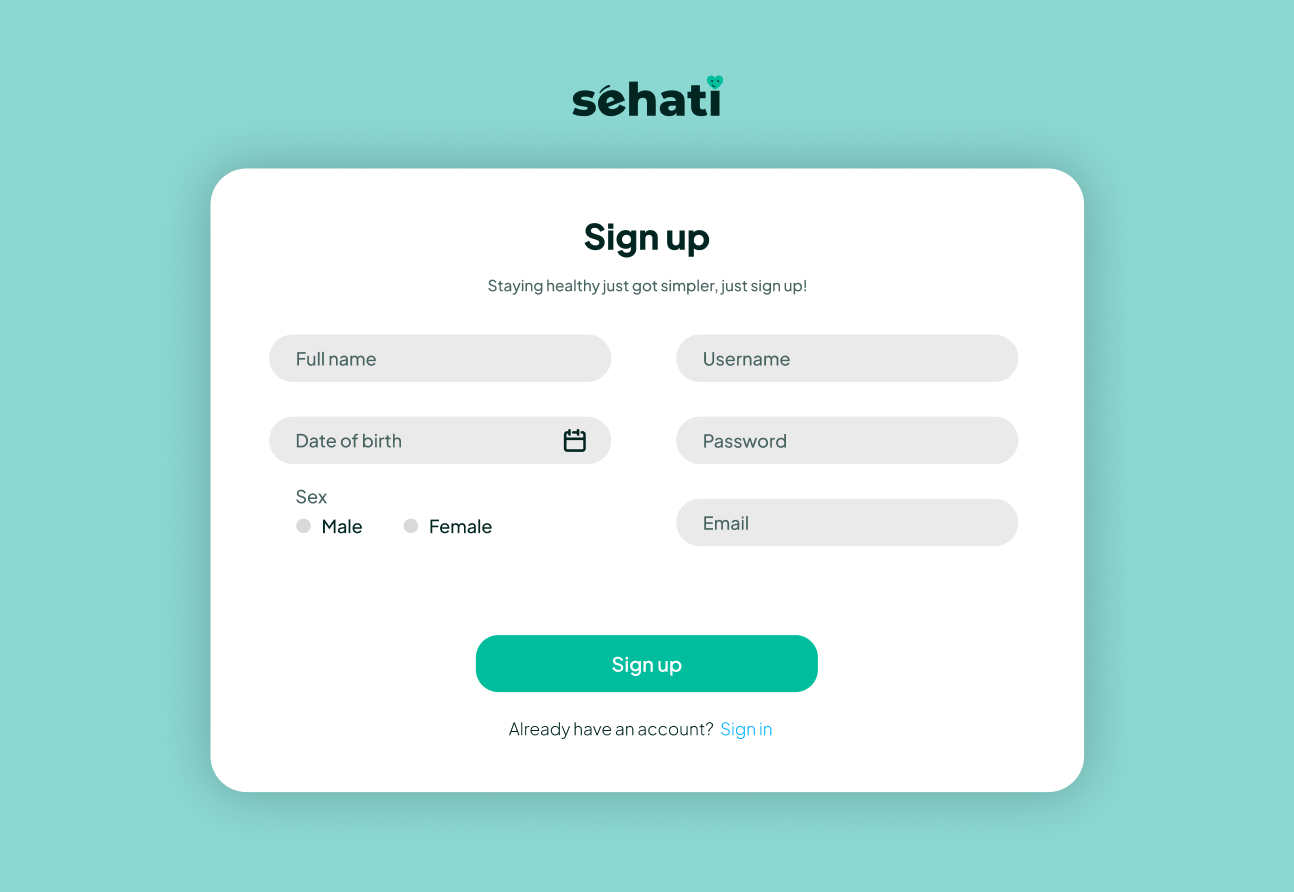 sehati
Sign up
Staying healthy just got simpler, just sign up!
Full name
Username
Date of birth
Password
Sex
Male
Female
Email
Sign up
Already have an account? Sign in